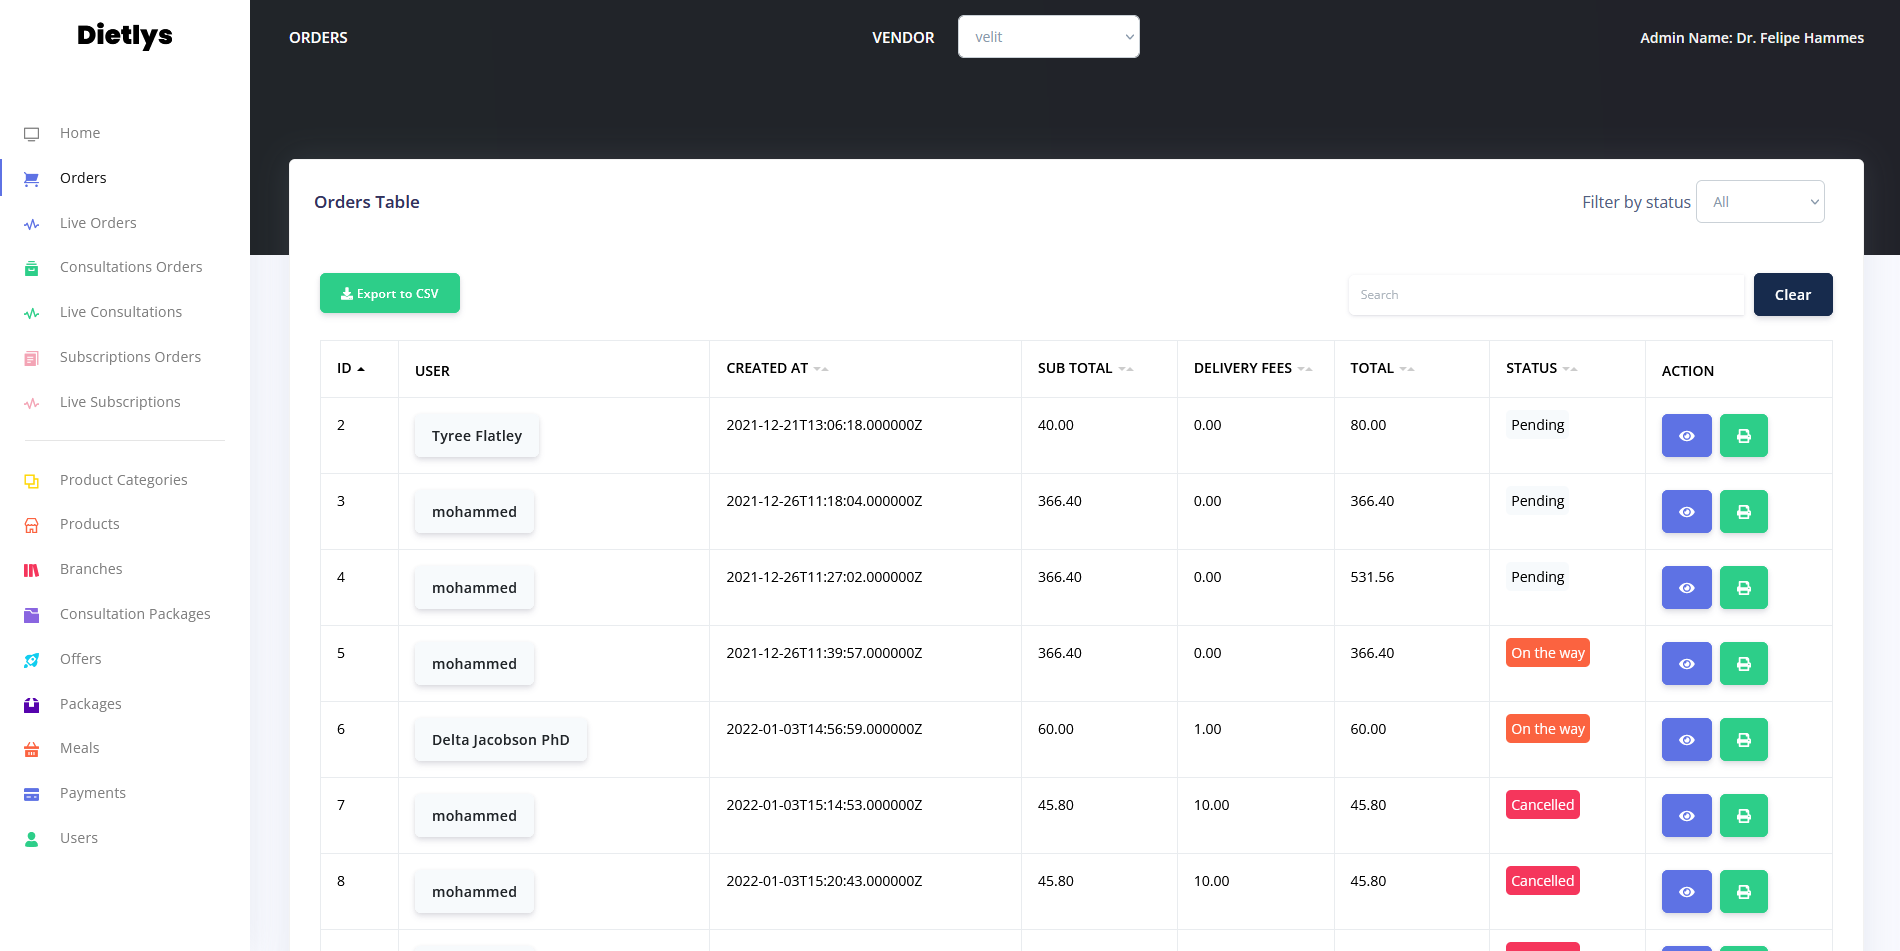 Dietlys
ORDERS
VENDOR
velit
Admin Name: Dr. Felipe Hammes
Home
Orders
Live Orders
Consultations Orders
Live Consultations
Subscriptions Orders
Live Subscriptions
Product Categories
Products
Branches
Consultation Packages
Offers
Packages
Meals
Payments
Users
Orders Table
Filter by status All
Export to CSV
Search
Clear
ID USER CREATED AT SUB TOTAL DELIVERY FEES TOTAL STATUS ACTION
2 Tyree Flatley 2021-12-21T13:06:18.000000Z 40.00 0.00 80.00 Pending
3 mohammed 2021-12-26T11:18:04.000000Z 366.40 0.00 366.40 Pending
4 mohammed 2021-12-26T11:27:02.000000Z 366.40 0.00 531.56 Pending
5 mohammed 2021-12-26T11:39:57.000000Z 366.40 0.00 366.40 On the way
6 Delta Jacobson PhD 2022-01-03T14:56:59.000000Z 60.00 1.00 60.00 On the way
7 mohammed 2022-01-03T15:14:53.000000Z 45.80 10.00 45.80 Cancelled
8 mohammed 2022-01-03T15:20:43.000000Z 45.80 10.00 45.80 Cancelled